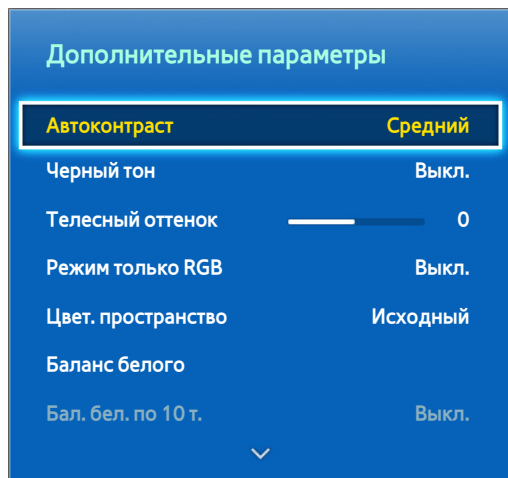 Дополнительные параметры
Автоконтраст Средний
Черный тон Выкл.
Телесный оттенок 0
Режим только RGB Выкл.
Цвет. пространство Исходный
Баланс белого
Бал. бел. по 10 т. Выкл.